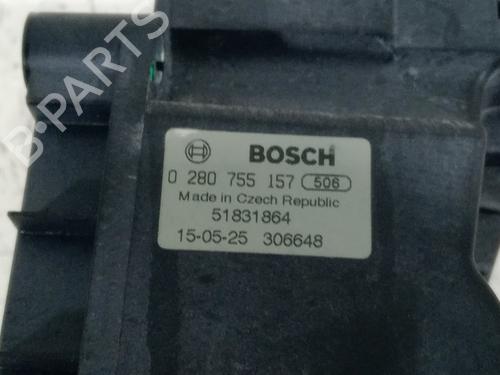 BOSCH
0 280 755 157 506
Made in Czech Republic
51831864
15-05-25 306648
B-PARTS